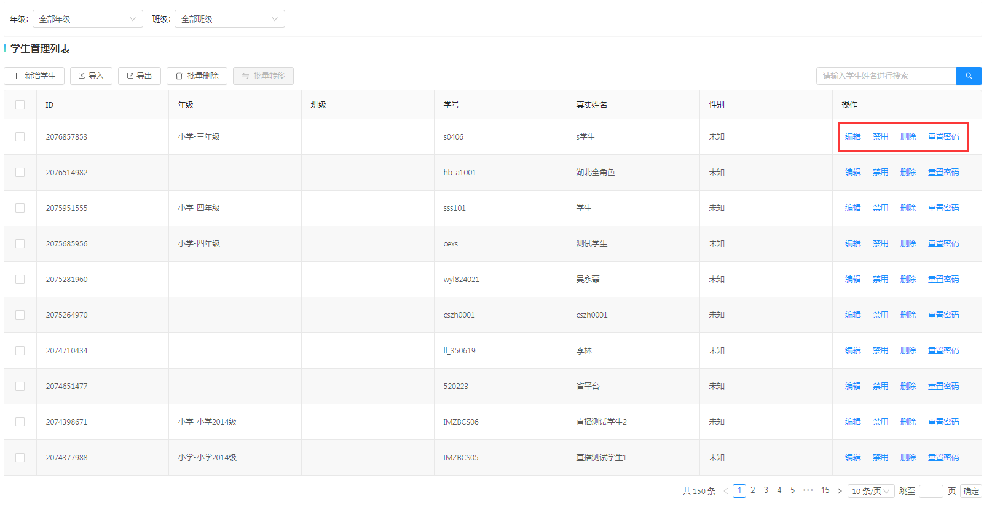 年级： 全部年级 班级： 全部班级
学生管理列表
新增学生 导入 导出 批量删除 批量转移 请输入学生姓名进行搜索
ID 年级 班级 学号 真实姓名 性别 操作
2076857853 小学-三年级 s0406 s学生 未知 编辑 禁用 删除 重置密码
2076514982 hb_a1001 湖北全角色 未知 编辑 禁用 删除 重置密码
2075951555 小学-四年级 sss101 学生 未知 编辑 禁用 删除 重置密码
2075685956 小学-四年级 cexs 测试学生 未知 编辑 禁用 删除 重置密码
2075281960 wyl824021 吴永磊 未知 编辑 禁用 删除 重置密码
2075264970 cszh0001 cszh0001 未知 编辑 禁用 删除 重置密码
2074710434 ll_350619 李林 未知 编辑 禁用 删除 重置密码
2074651477 520223 省平台 未知 编辑 禁用 删除 重置密码
2074398671 小学-小学2014级 IMZBCS06 直播测试学生2 未知 编辑 禁用 删除 重置密码
2074377988 小学-小学2014级 IMZBCS05 直播测试学生1 未知 编辑 禁用 删除 重置密码
共 150 条 < 1 2 3 4 5 ••• 15 > 10 条/页 跳至 页 确定